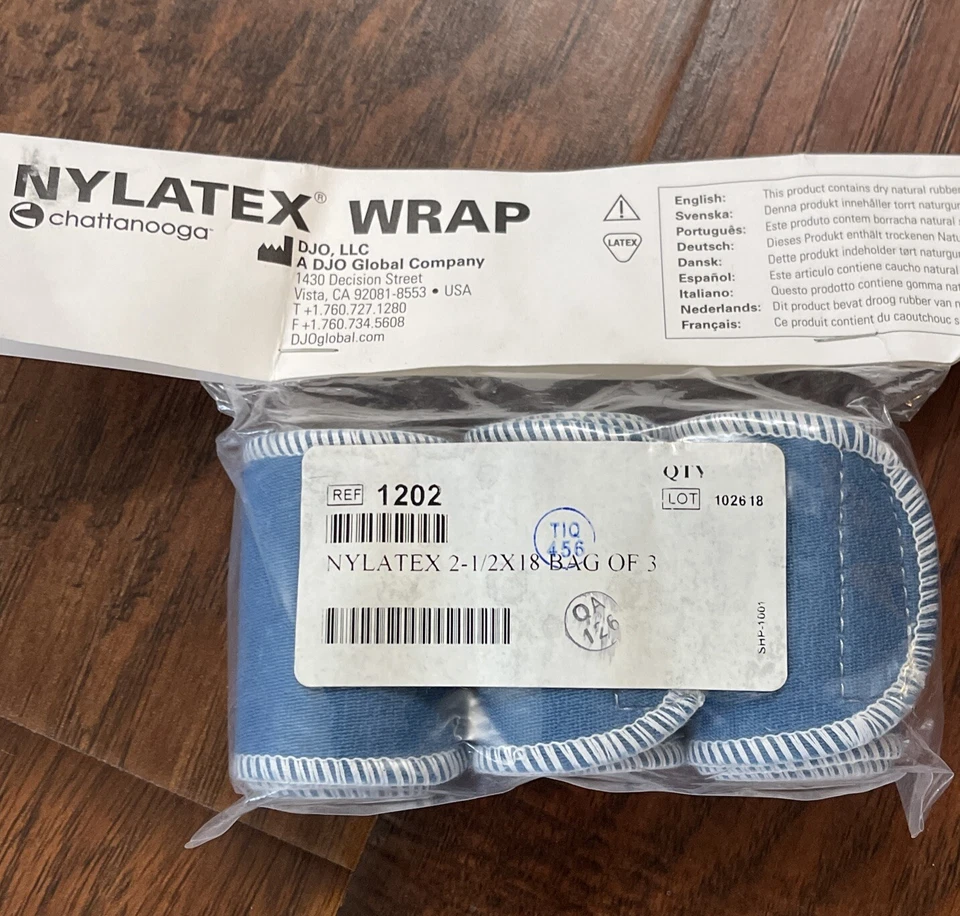 NYLATEX® WRAP
chattanooga
DJO, LLC
A DJO Global Company
1430 Decision Street
Vista, CA 92081-8553 • USA
T +1.760.727.1280
F +1.760.734.5608
DJOglobal.com
LATEX
English: This product contains dry natural rubber
Svenska: Denna produkt innehåller torrt naturgu
Português: Este produto contem borracha natural
Deutsch: Dieses Produkt enthält trockenen Natu
Dansk: Dette produkt indeholder tørt naturgu
Español: Este articulo contiene caucho natural
Italiano: Questo prodotto contiene gomma nat
Nederlands: Dit product bevat droog rubber van n
Français: Ce produit contient du caoutchouc s
REF 1202
QTY
LOT 102618
TIQ
456
NYLATEX 2-1/2X18 BAG OF 3
QA
126
SHP-1001